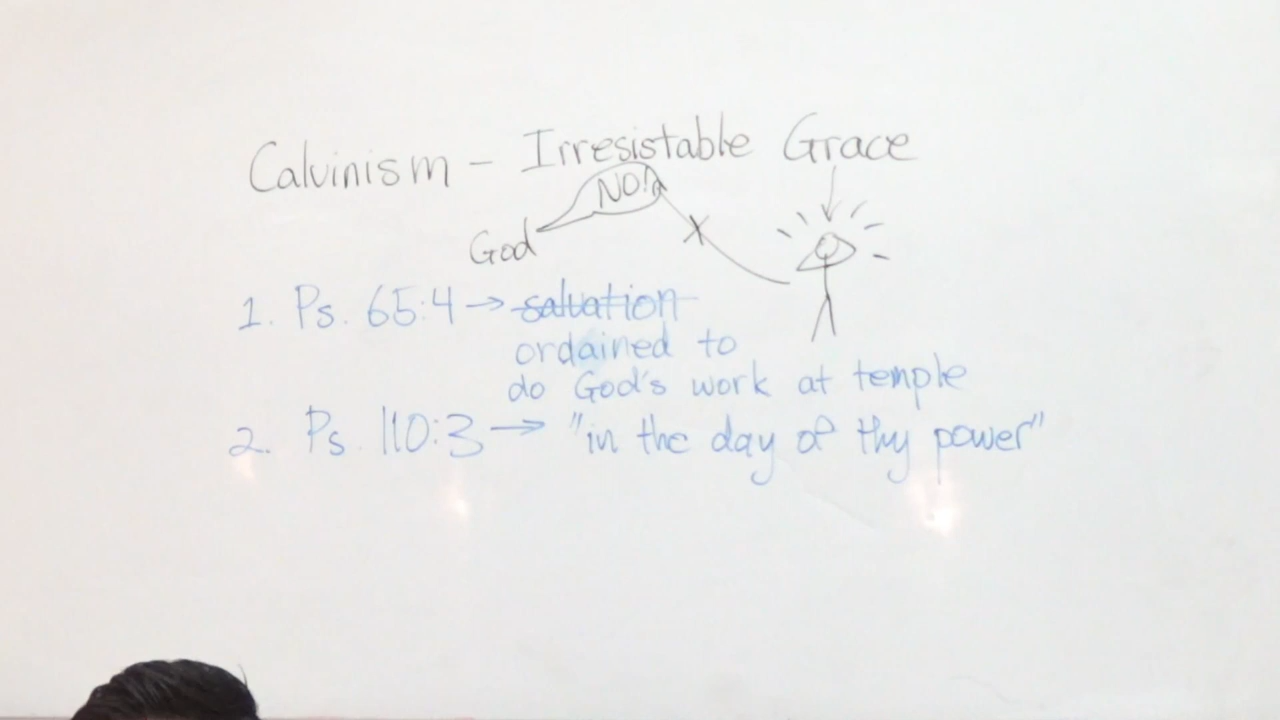 Calvinism - Irresistable Grace
NO!
God
1. Ps. 65:4 → salvation
ordained to
do God's work at temple
2. Ps. 110:3 → "in the day of thy power"